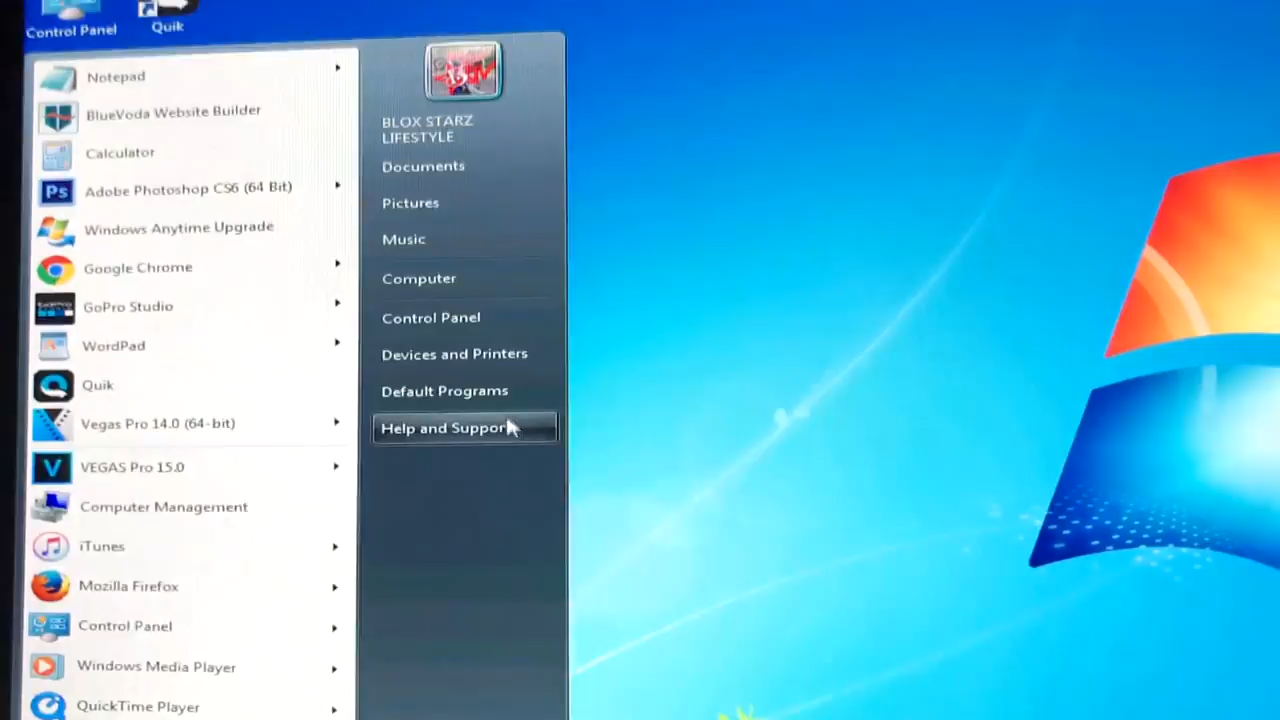 Control Panel
Quik
Notepad
BlueVoda Website Builder
Calculator
Ps
Adobe Photoshop CS6 (64 Bit)
Windows Anytime Upgrade
Google Chrome
GoPro Studio
WordPad
Quik
Vegas Pro 14.0 (64-bit)
V
VEGAS Pro 15.0
Computer Management
iTunes
Mozilla Firefox
Control Panel
Windows Media Player
QuickTime Player
BLOX STARZ
LIFESTYLE
Documents
Pictures
Music
Computer
Control Panel
Devices and Printers
Default Programs
Help and Suppor